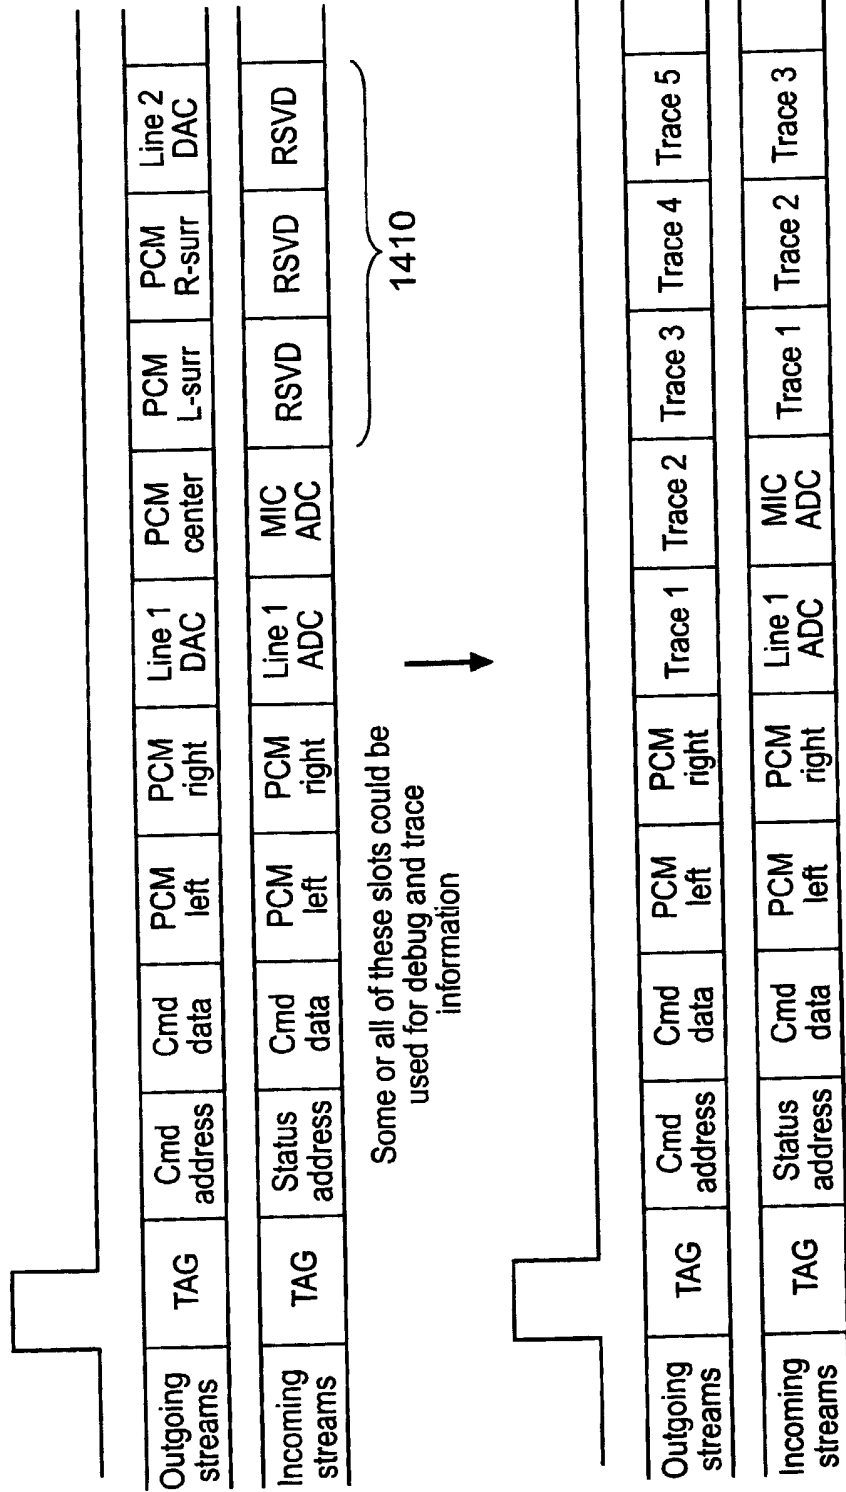 Outgoing streams TAG Cmd address Cmd data PCM left PCM right Line 1 DAC PCM center PCM L-surr PCM R-surr Line 2 DAC
Incoming streams TAG Status address Cmd data PCM left PCM right Line 1 ADC MIC ADC RSVD RSVD RSVD
1410
Some or all of these slots could be
used for debug and trace
information
Outgoing streams TAG Cmd address Cmd data PCM left PCM right Trace 1 Trace 2 Trace 3 Trace 4 Trace 5
Incoming streams TAG Status address Cmd data PCM left PCM right Line 1 ADC MIC ADC Trace 1 Trace 2 Trace 3